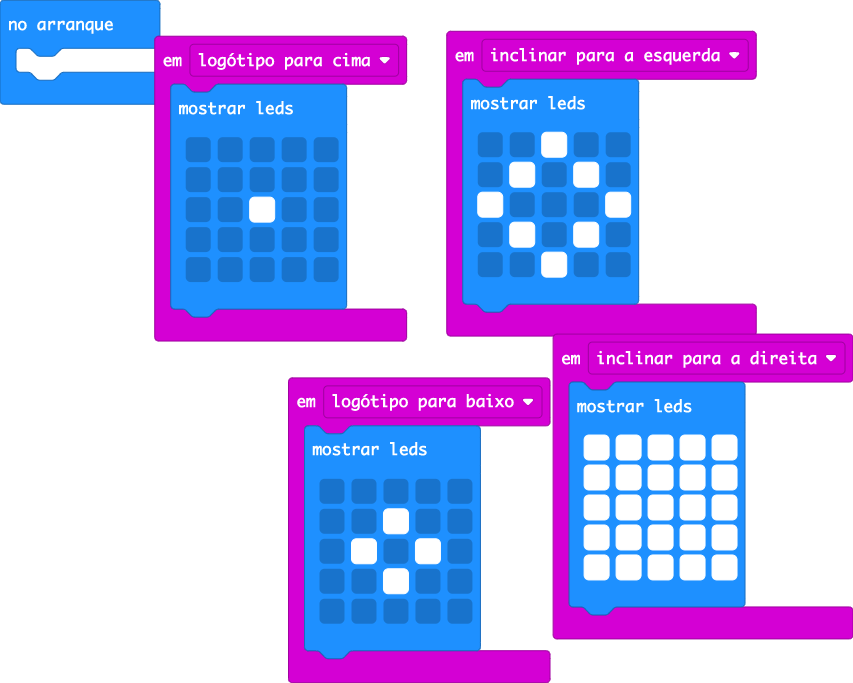 no arranque
em logótipo para cima
mostrar leds
em inclinar para a esquerda
mostrar leds
em logótipo para baixo
mostrar leds
em inclinar para a direita
mostrar leds